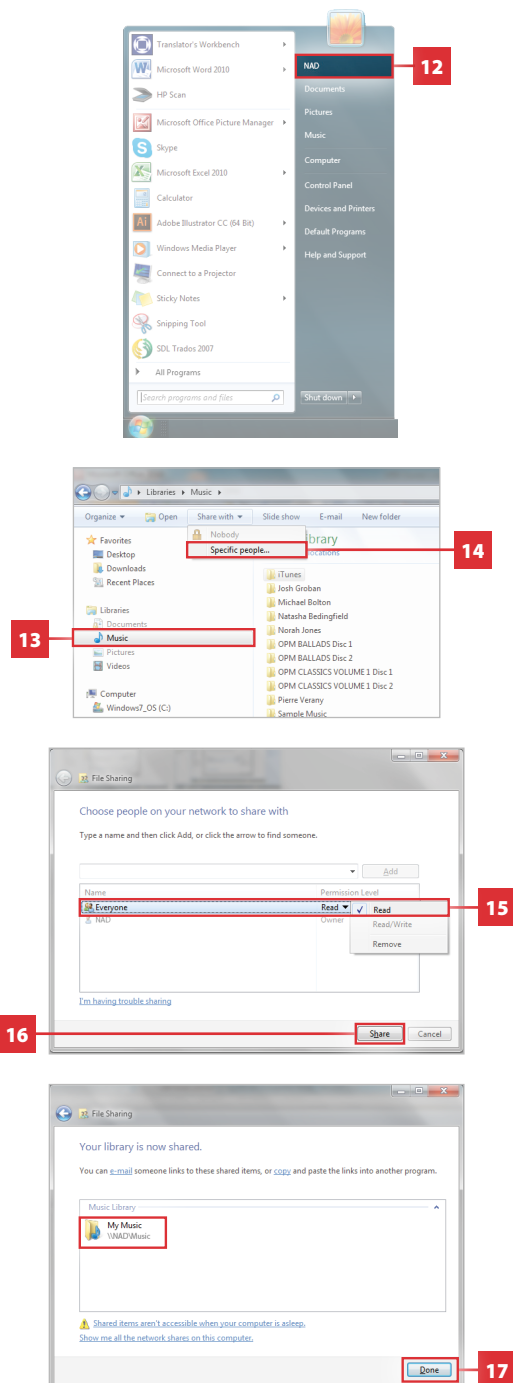 Translator's Workbench
NAD
12
Microsoft Word 2010
Documents
HP Scan
Pictures
Microsoft Office Picture Manager
Music
Skype
Computer
Microsoft Excel 2010
Control Panel
Calculator
Devices and Printers
Adobe Illustrator CC (64 Bit)
Default Programs
Windows Media Player
Help and Support
Connect to a Projector
Sticky Notes
Snipping Tool
SDL Trados 2007
All Programs
Search programs and files
Shut down
Libraries Music
Organize Open Share with Slide show E-mail New folder
Favorites
Nobody
Desktop
Specific people...
14
Downloads
iTunes
Recent Places
Josh Groban
Michael Bolton
Libraries
Natasha Bedingfield
Documents
Norah Jones
13
Music
OPM BALLADS Disc 1
Pictures
OPM BALLADS Disc 2
Videos
OPM CLASSICS VOLUME 1 Disc 1
OPM CLASSICS VOLUME 1 Disc 2
Computer
Pierre Verany
Windows7_OS (C:)
Sample Music
File Sharing
Choose people on your network to share with
Type a name and then click Add, or click the arrow to find someone.
Add
Name Permission Level
Everyone Read
Read
15
NAD Owner
Read/Write
Remove
I'm having trouble sharing
16
Share Cancel
File Sharing
Your library is now shared.
You can e-mail someone links to these shared items, or copy and paste the links into another program.
Music Library
My Music
\\NAD\Music
Shared items aren't accessible when your computer is asleep.
Show me all the network shares on this computer.
Done
17